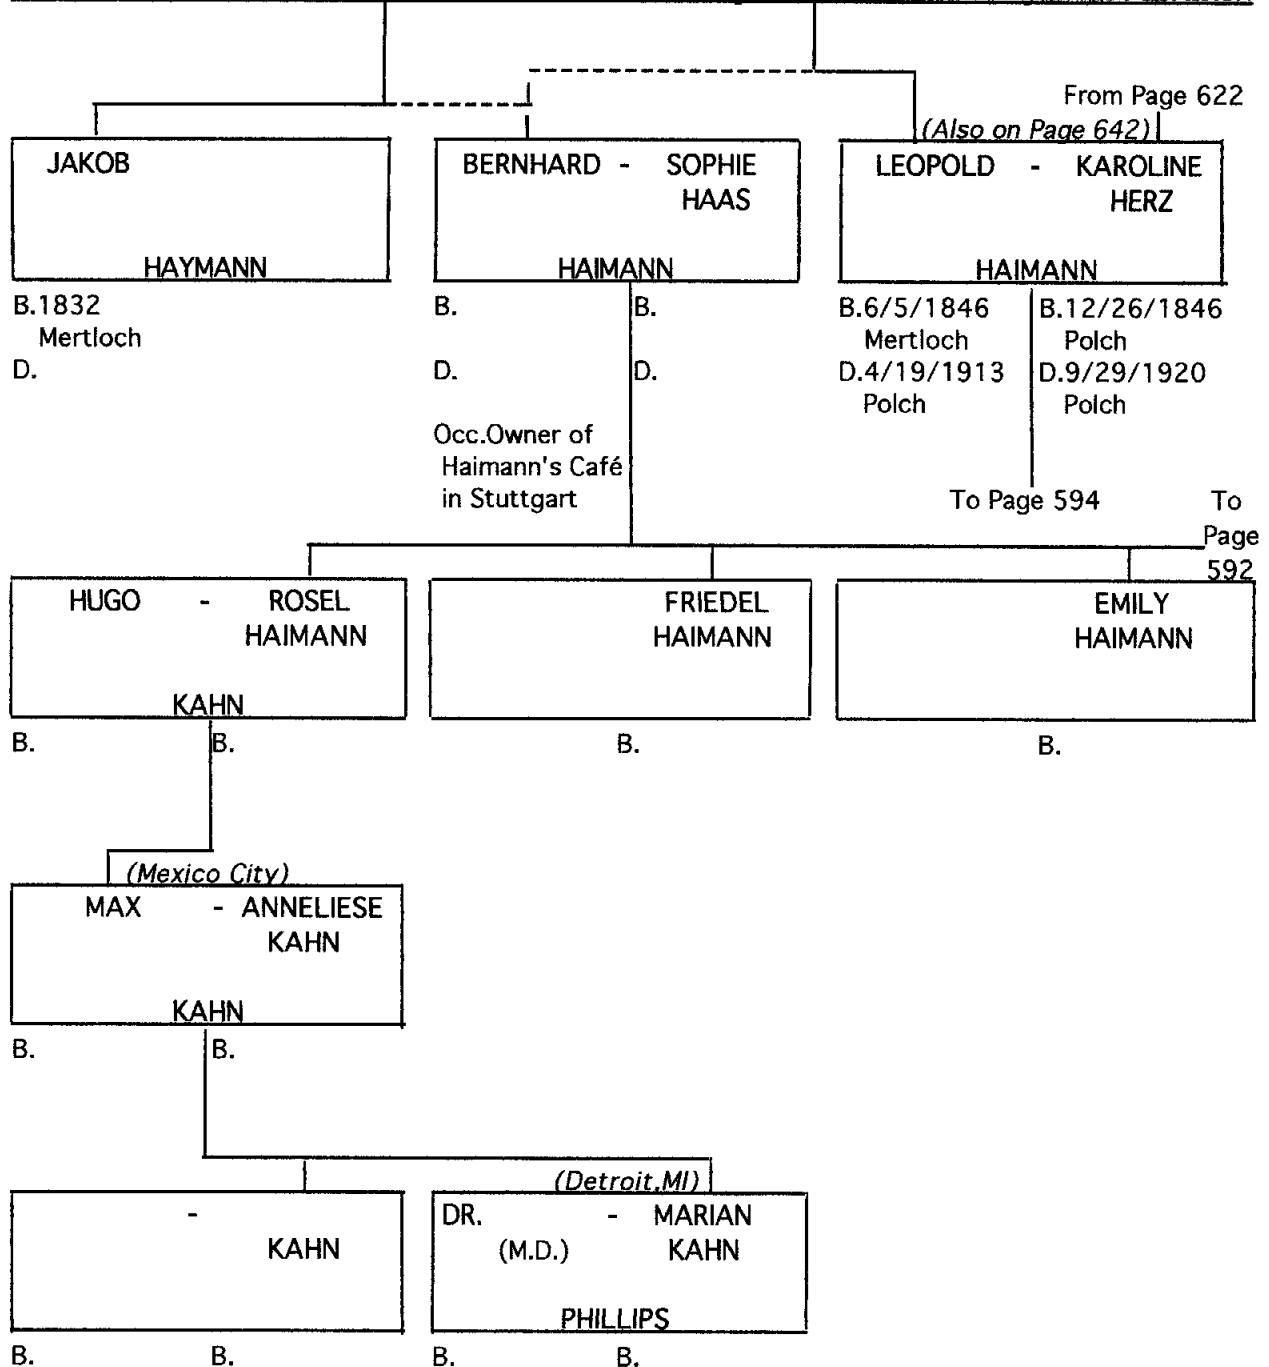 From Page 622
(Also on Page 642)
JAKOB
HAYMANN
B.1832
Mertloch
D.
BERNHARD - SOPHIE
HAAS
HAIMANN
B. B.
D. D.
Occ.Owner of
Haimann's Café
in Stuttgart
LEOPOLD - KAROLINE
HERZ
HAIMANN
B.6/5/1846 B.12/26/1846
Mertloch Polch
D.4/19/1913 D.9/29/1920
Polch Polch
To Page 594
To
Page
592
HUGO - ROSEL
HAIMANN
KAHN
B. B.
FRIEDEL
HAIMANN
B.
EMILY
HAIMANN
B.
(Mexico City)
MAX - ANNELIESE
KAHN
KAHN
B. B.
-
KAHN
B. B.
(Detroit,MI)
DR. - MARIAN
(M.D.) KAHN
PHILLIPS
B. B.